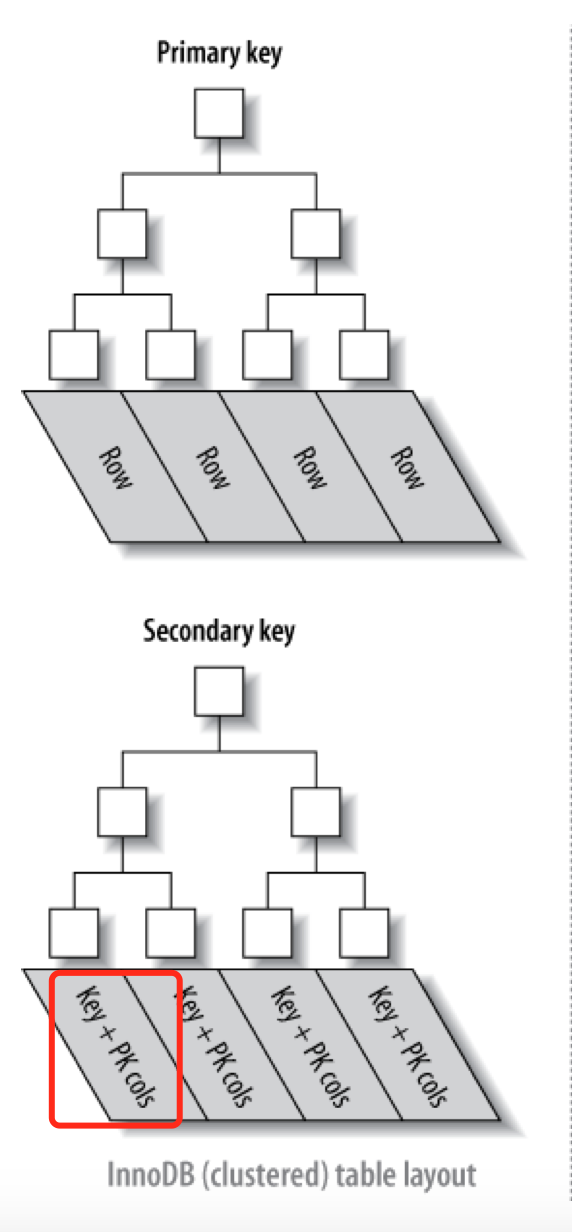 Primary key
Row
Row
Row
Row
Secondary key
Key + PK cols
Key + PK cols
Key + PK cols
Key + PK cols
InnoDB (clustered) table layout